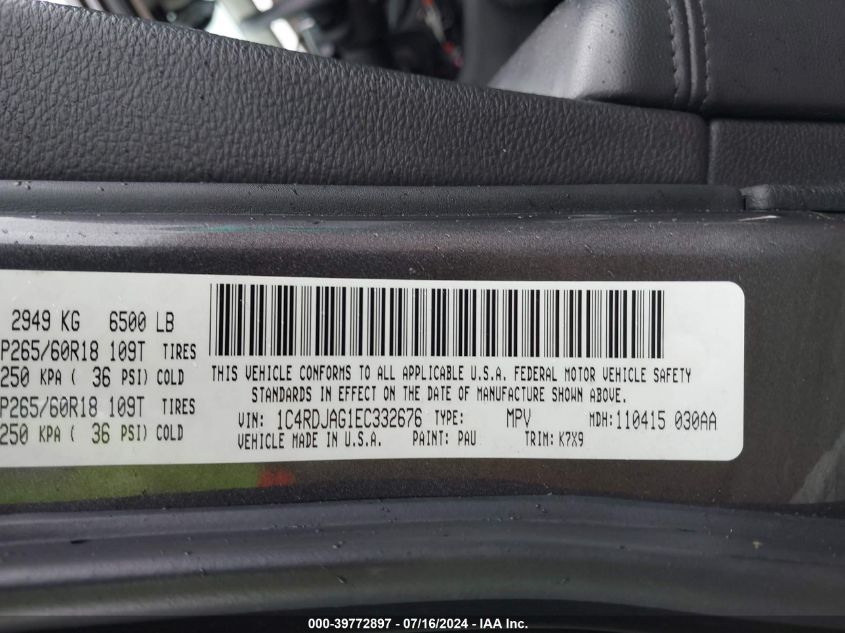 2949 KG 6500 LB
P265/60R18 109T TIRES
250 KPA ( 36 PSI) COLD
P265/60R18 109T TIRES
250 KPA ( 36 PSI) COLD
THIS VEHICLE CONFORMS TO ALL APPLICABLE U.S.A. FEDERAL MOTOR VEHICLE SAFETY
STANDARDS IN EFFECT ON THE DATE OF MANUFACTURE SHOWN ABOVE.
VIN: 1C4RDJAG1EC332676 TYPE: MPV MDH:110415 030AA
VEHICLE MADE IN U.S.A. PAINT: PAU TRIM: K7X9
000-39772897 - 07/16/2024 - IAA Inc.